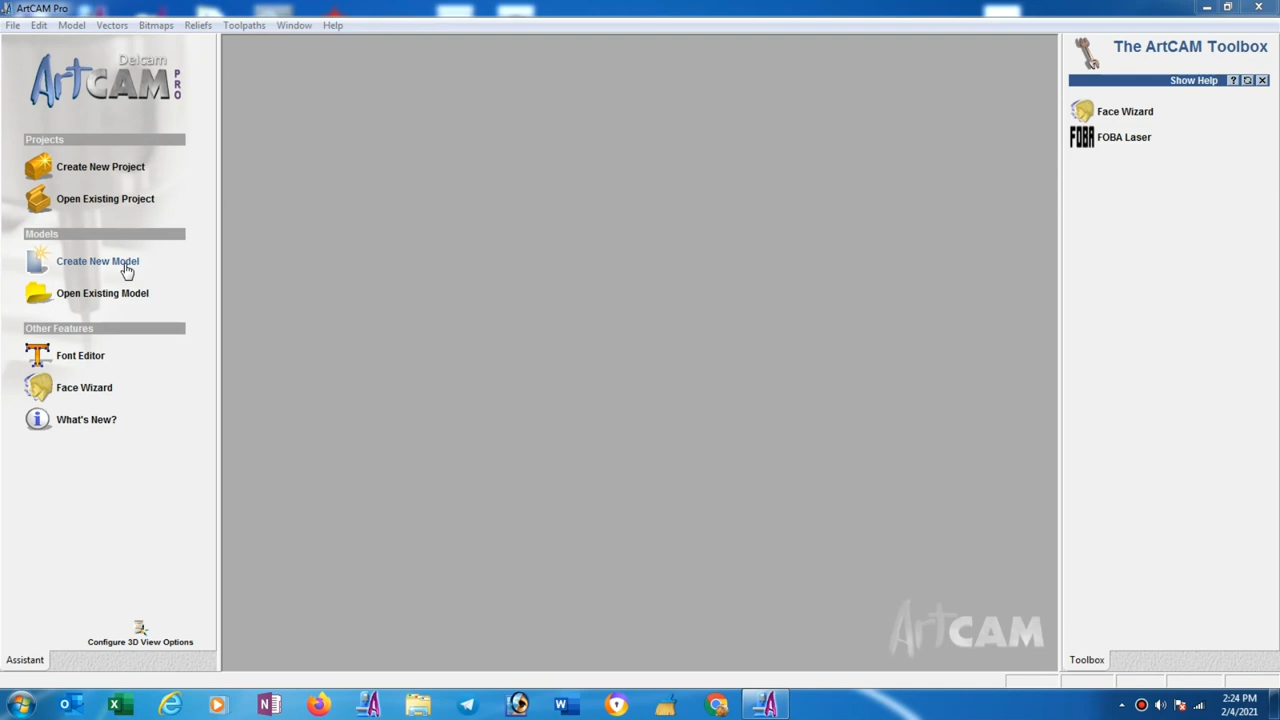 ArtCAM Pro
File Edit Model Vectors Bitmaps Reliefs Toolpaths Window Help
Delcam
ArtCAM PRO
Projects
Create New Project
Open Existing Project
Models
Create New Model
Open Existing Model
Other Features
Font Editor
Face Wizard
What's New?
Configure 3D View Options
Assistant
ArtCAM
The ArtCAM Toolbox
Show Help ?
Face Wizard
FOBA FOBA Laser
Toolbox
2:24 PM
2/4/2021